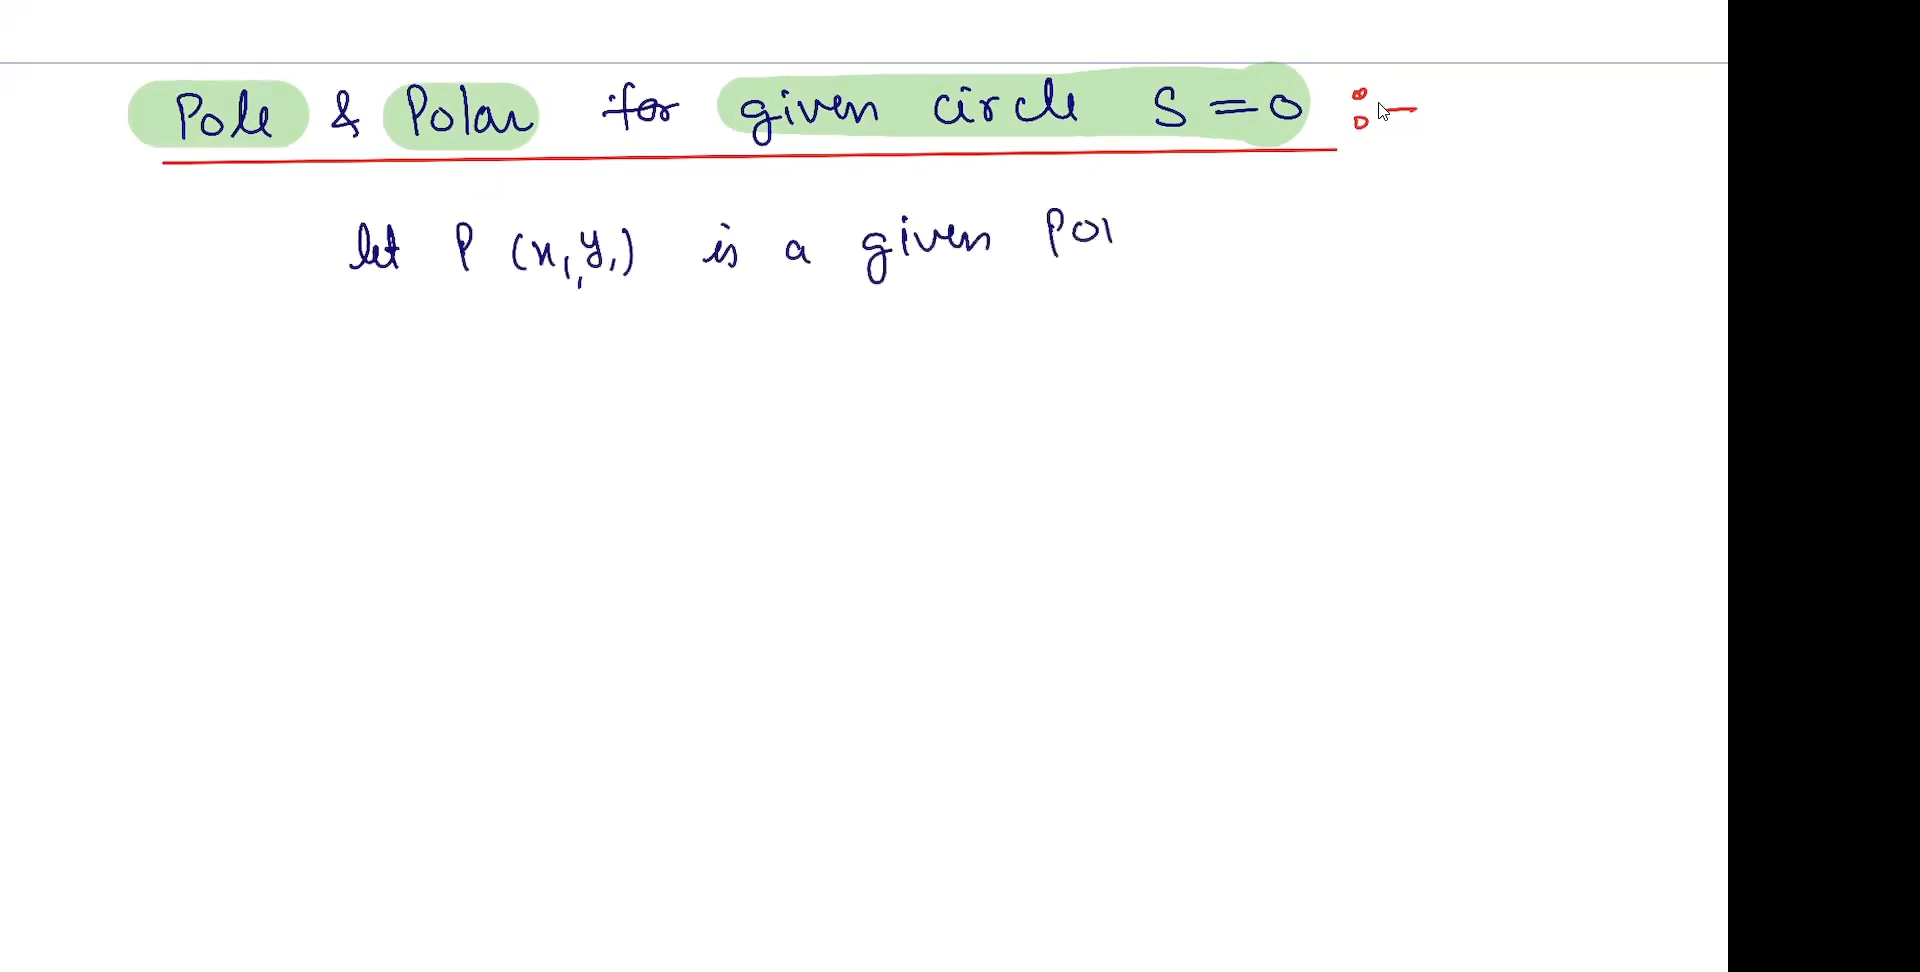 Pole & Polar for given circle S = 0 :-
let P (x₁, y₁) is a given Poi